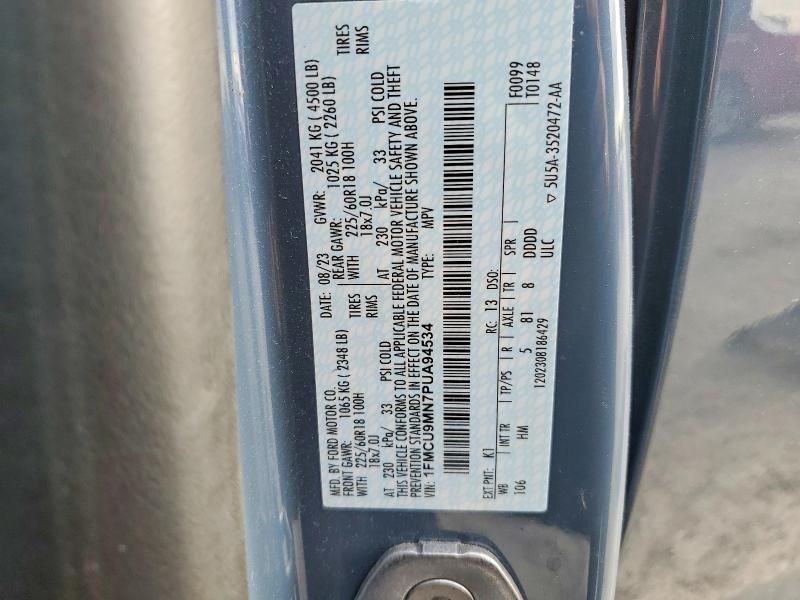 MFD. BY FORD MOTOR CO.
DATE: 08/23 GVWR: 2041 KG ( 4500 LB)
FRONT GAWR: 1065 KG ( 2348 LB) REAR GAWR: 1025 KG ( 2260 LB)
WITH 225/60R18 100H TIRES WITH 225/60R18 100H TIRES
18x7.0J RIMS 18x7.0J RIMS
AT 230 kPa/ 33 PSI COLD AT 230 kPa/ 33 PSI COLD
THIS VEHICLE CONFORMS TO ALL APPLICABLE FEDERAL MOTOR VEHICLE SAFETY AND THEFT
PREVENTION STANDARDS IN EFFECT ON THE DATE OF MANUFACTURE SHOWN ABOVE.
VIN: 1FMCU9MN7PUA94534 TYPE: MPV
F0099
EXT PNT: K1 RC: 13 DSO: T0148
WB INT TR TP/PS R AXLE TR SPR
106 HM 5 81 8 DDDD
1202308186429 ULC
▽ 5U5A-3520472-AA